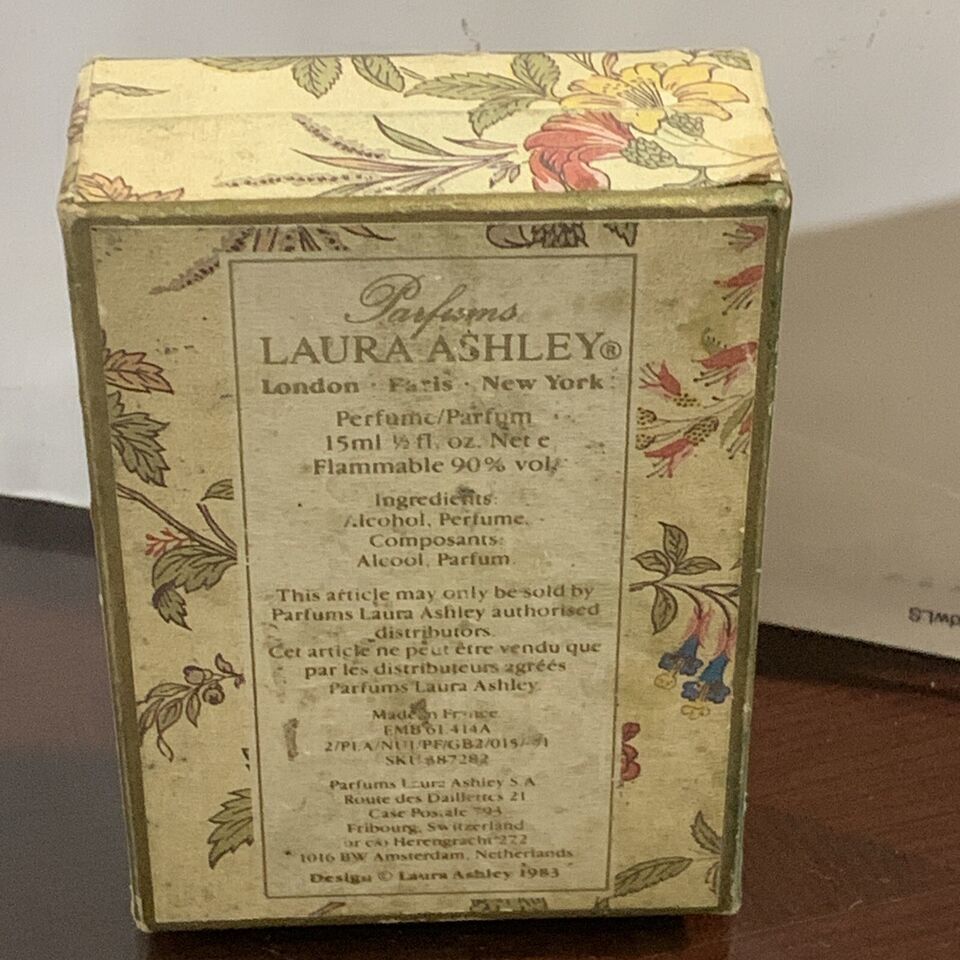 Parfums
LAURA ASHLEY®
London · Paris · New York
Perfume/Parfum
15ml ½ fl. oz. Net e
Flammable 90% vol.
Ingredients:
Alcohol, Perfume.
Composants:
Alcool, Parfum.
This article may only be sold by
Parfums Laura Ashley authorised
distributors.
Cet article ne peut être vendu que
par les distributeurs agréés
Parfums Laura Ashley.
Made in France
EMB 61 414A
SKU
Parfums Laura Ashley S.A
Route des Daillettes 21
Case Postale
Fribourg, Switzerland
or c/o Herengracht 272
1016 BW Amsterdam, Netherlands
Design © Laura Ashley 1983